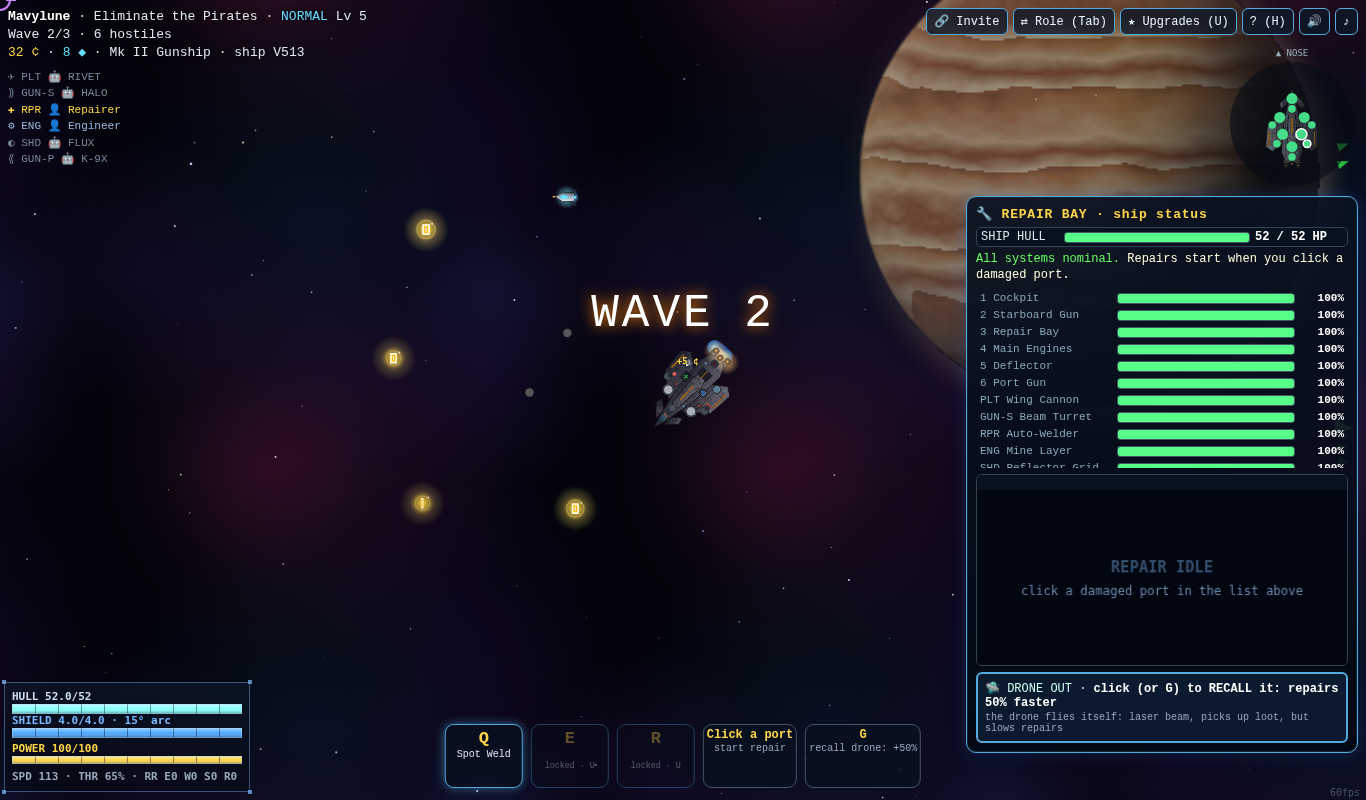 Mavylune · Eliminate the Pirates · NORMAL Lv 5
Wave 2/3 · 6 hostiles
32 ¢ · 8 ◆ · Mk II Gunship · ship V513
PLT 🤖 RIVET
GUN-S 🤖 HALO
RPR 👤 Repairer
ENG 👤 Engineer
SHD 🤖 FLUX
GUN-P 🤖 K-9X
🔗 Invite
⇄ Role (Tab)
★ Upgrades (U)
? (H)
▲ NOSE
WAVE 2
+5 ¢
🔧 REPAIR BAY · ship status
SHIP HULL 52 / 52 HP
All systems nominal. Repairs start when you click a
damaged port.
1 Cockpit 100%
2 Starboard Gun 100%
3 Repair Bay 100%
4 Main Engines 100%
5 Deflector 100%
6 Port Gun 100%
PLT Wing Cannon 100%
GUN-S Beam Turret 100%
RPR Auto-Welder 100%
ENG Mine Layer 100%
SHD Reflector Grid 100%
REPAIR IDLE
click a damaged port in the list above
🛸 DRONE OUT · click (or G) to RECALL it: repairs
50% faster
the drone flies itself: laser beam, picks up loot, but
slows repairs
HULL 52.0/52
SHIELD 4.0/4.0 · 15° arc
POWER 100/100
SPD 113 · THR 65% · RR E0 W0 S0 R0
Q
Spot Weld
E
locked · U
R
locked · U
Click a port
start repair
G
recall drone: +50%
60fps